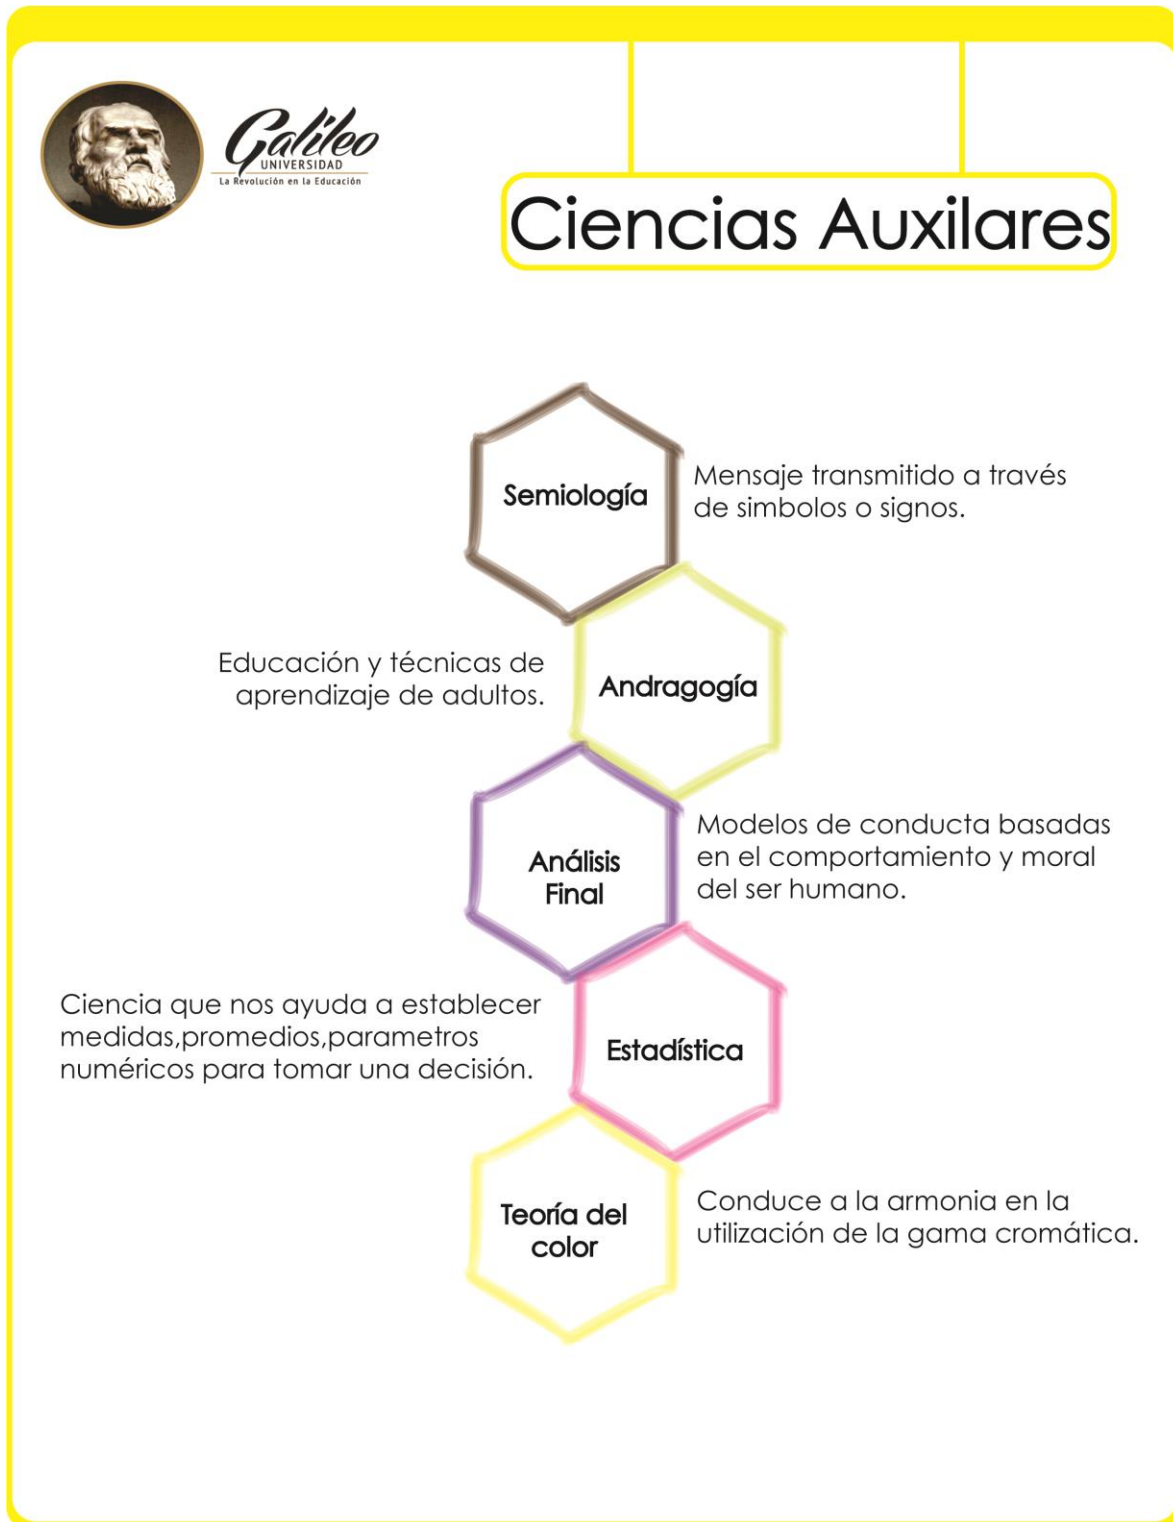 Galileo
UNIVERSIDAD
La Revolución en la Educación
Ciencias Auxilares
Semiología
Mensaje transmitido a través
de simbolos o signos.
Educación y técnicas de
aprendizaje de adultos.
Andragogía
Análisis
Final
Modelos de conducta basadas
en el comportamiento y moral
del ser humano.
Ciencia que nos ayuda a establecer
medidas,promedios,parametros
numéricos para tomar una decisión.
Estadística
Teoría del
color
Conduce a la armonia en la
utilización de la gama cromática.